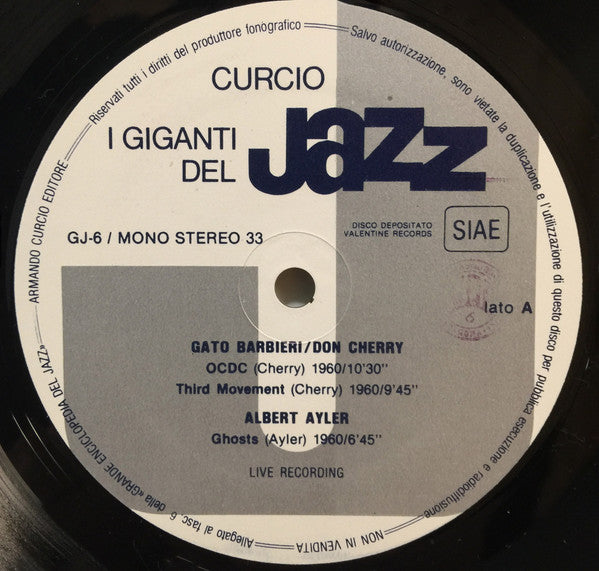 Riservati tutti i diritti del produttore fonografico
Salvo autorizzazione, sono vietate la duplicazione e l'utilizzazione di questo disco per pubblica esecuzione e radiodiffusione
CURCIO
I GIGANTI
DEL
Jazz
GJ-6 / MONO STEREO 33
DISCO DEPOSITATO
VALENTINE RECORDS
SIAE
lato A
GATO BARBIERI/DON CHERRY
OCDC (Cherry) 1960/10'30''
Third Movement (Cherry) 1960/9'45''
ALBERT AYLER
Ghosts (Ayler) 1960/6'45''
LIVE RECORDING
NON IN VENDITA
Allegato al fasc. 6 della «GRANDE ENCICLOPEDIA DEL JAZZ»
ARMANDO CURCIO EDITORE